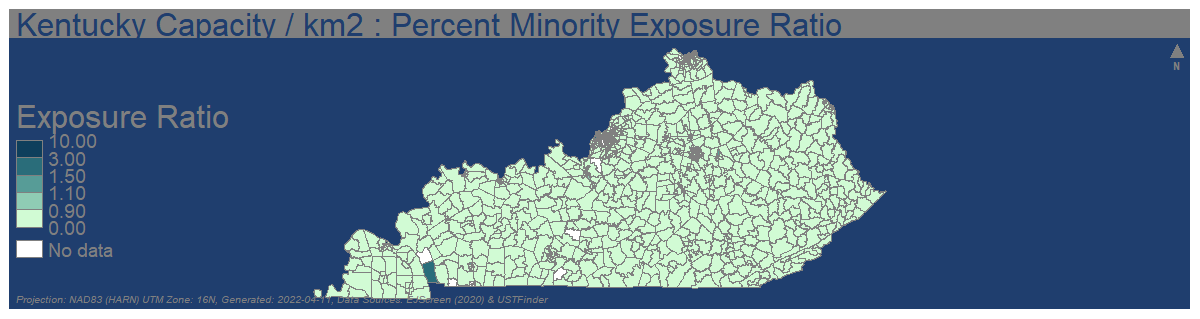 Kentucky Capacity / km2 : Percent Minority Exposure Ratio
N
Exposure Ratio
10.00
3.00
1.50
1.10
0.90
0.00
No data
Projection: NAD83 (HARN) UTM Zone: 16N, Generated: 2022-04-11, Data Sources: EJScreen (2020) & USTFinder